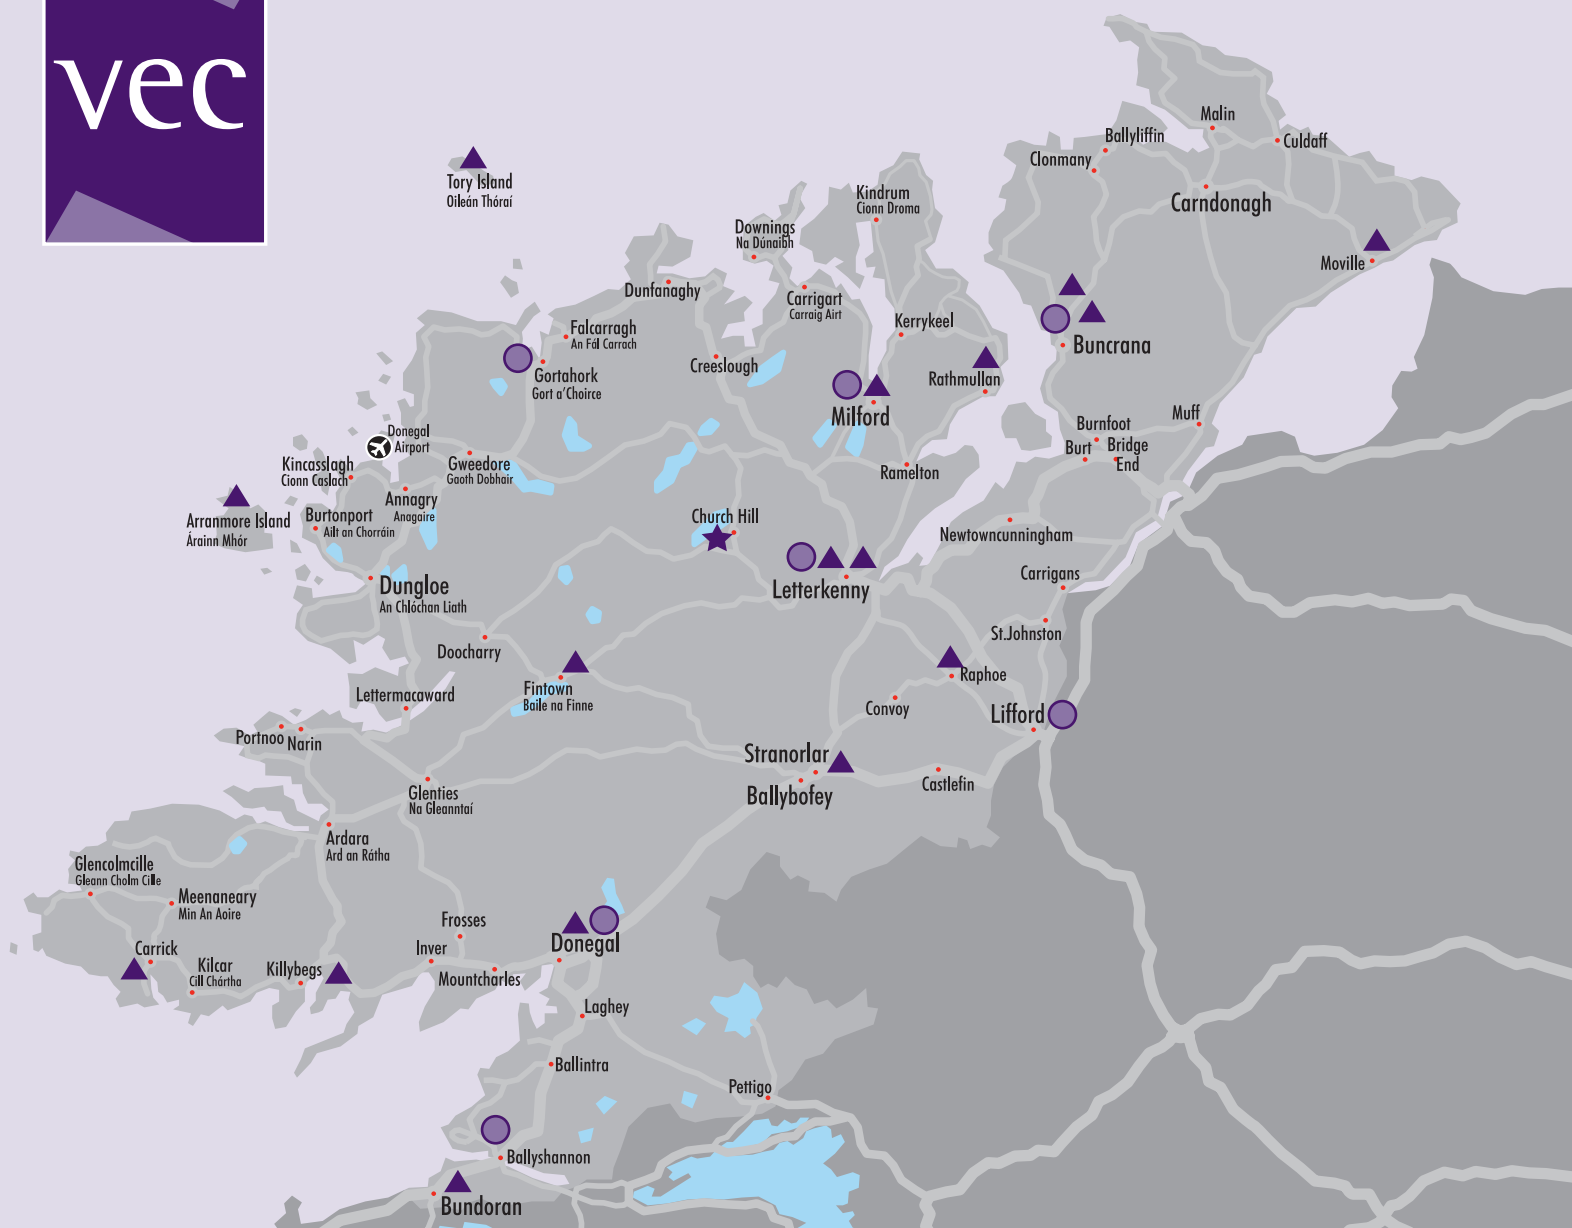 vec
Malin
Ballyliffin
Culdaff
Clonmany
Tory Island
Oileán Thóraí
Kindrum
Cionn Droma
Carndonagh
Downings
Na Dúnaibh
Moville
Dunfanaghy
Carrigart
Carraig Airt
Kerrykeel
Falcarragh
An Fál Carrach
Buncrana
Creeslough
Gortahork
Gort a'Choirce
Rathmullan
Milford
Muff
Burnfoot
Donegal
Airport
Burt
Bridge
End
Kincasslagh
Cionn Caslach
Gweedore
Gaoth Dobhair
Ramelton
Annagry
Anagaire
Arranmore Island
Árainn Mhór
Burtonport
Ailt an Chorráin
Church Hill
Newtowncunningham
Carrigans
Dungloe
An Chlóchan Liath
Letterkenny
St.Johnston
Doocharry
Raphoe
Fintown
Baile na Finne
Lettermacaward
Convoy
Lifford
Portnoo
Narin
Stranorlar
Castlefin
Glenties
Na Gleanntaí
Ballybofey
Ardara
Ard an Rátha
Glencolmcille
Gleann Cholm Cille
Meenaneary
Min An Aoire
Frosses
Carrick
Inver
Donegal
Kilcar
Cill Chártha
Killybegs
Mountcharles
Laghey
Ballintra
Pettigo
Ballyshannon
Bundoran